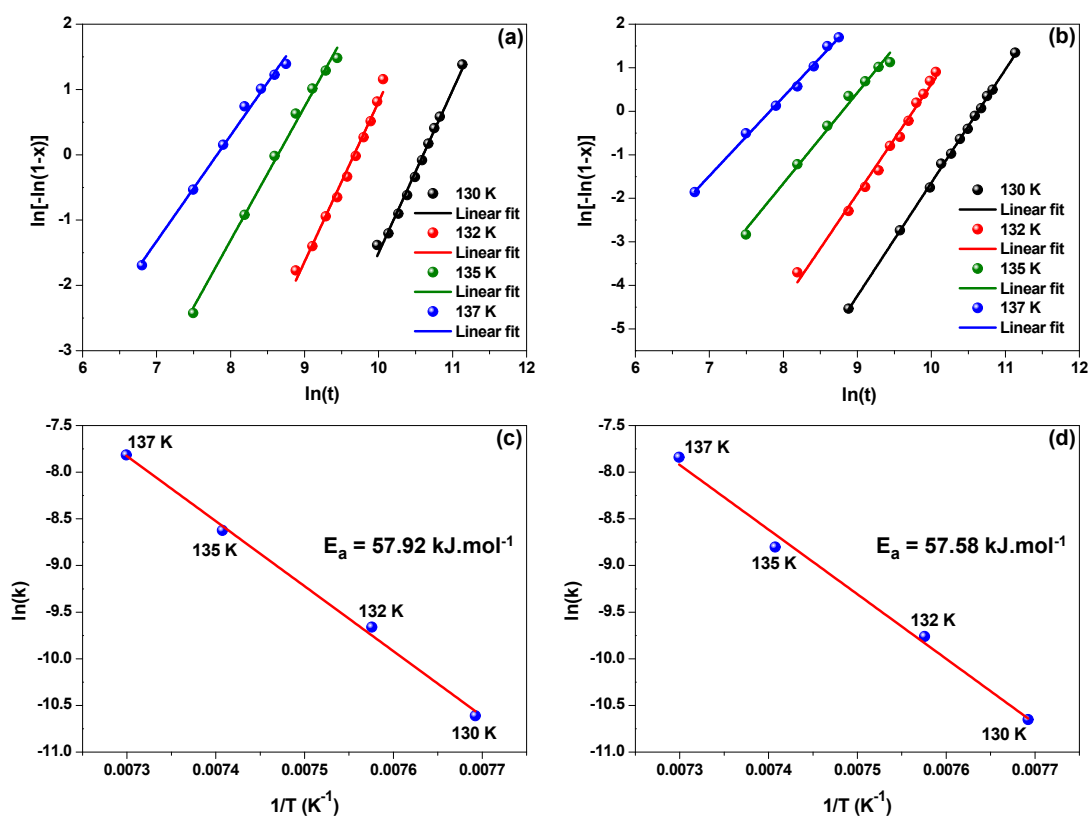 (a)
ln[-ln(1-x)]
2
1
0
-1
-2
-3
6 7 8 9 10 11 12
ln(t)
130 K
Linear fit
132 K
Linear fit
135 K
Linear fit
137 K
Linear fit
(b)
ln[-ln(1-x)]
2
1
0
-1
-2
-3
-4
-5
6 7 8 9 10 11 12
ln(t)
130 K
Linear fit
132 K
Linear fit
135 K
Linear fit
137 K
Linear fit
(c)
ln(k)
-7.5
-8.0
-8.5
-9.0
-9.5
-10.0
-10.5
-11.0
137 K
135 K
132 K
130 K
Ea = 57.92 kJ.mol-1
0.0073 0.0074 0.0075 0.0076 0.0077
1/T (K-1)
(d)
ln(k)
-7.5
-8.0
-8.5
-9.0
-9.5
-10.0
-10.5
-11.0
137 K
135 K
132 K
130 K
Ea = 57.58 kJ.mol-1
0.0073 0.0074 0.0075 0.0076 0.0077
1/T (K-1)